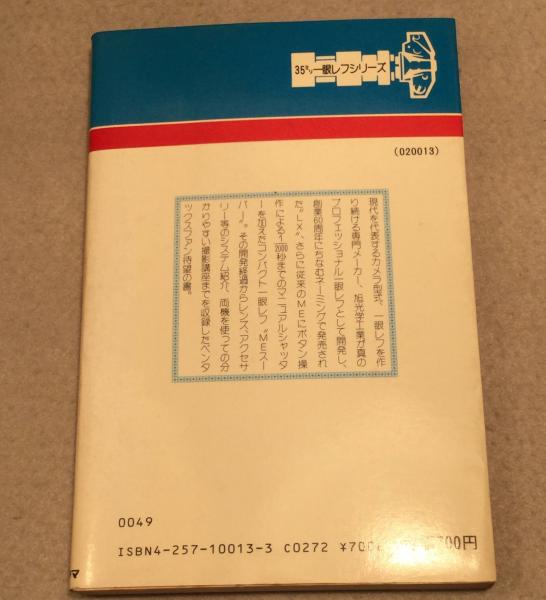 35ミリ一眼レフシリーズ
(020013)
現代を代表するカメラ型式、一眼レフを作
り続ける専門メーカー、旭光学工業が真の
プロフェッショナル一眼レフとして開発し、
創業60周年にちなむネーミングで発売され
た〝LX〟、さらに従来のMEにボタン操
作による1/2000秒までのマニュアルシャッタ
ーを加えたコンパクト一眼レフ〝MEスー
パー〟。その開発経過からレンズ、アクセサ
リー等のシステム紹介、両機を使っての分
かりやすい撮影講座までを収録したペンタ
ックスファン待望の書。
0049
ISBN4-257-10013-3 C0272 ¥700
00円